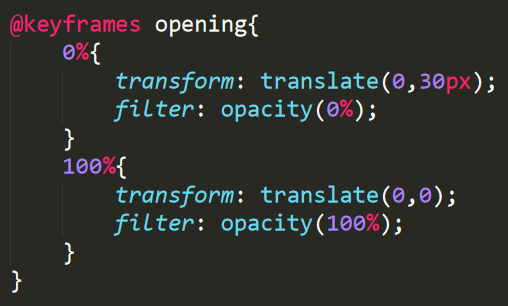 @keyframes opening{
    0%{
        transform: translate(0,30px);
        filter: opacity(0%);
    }
    100%{
        transform: translate(0,0);
        filter: opacity(100%);
    }
}